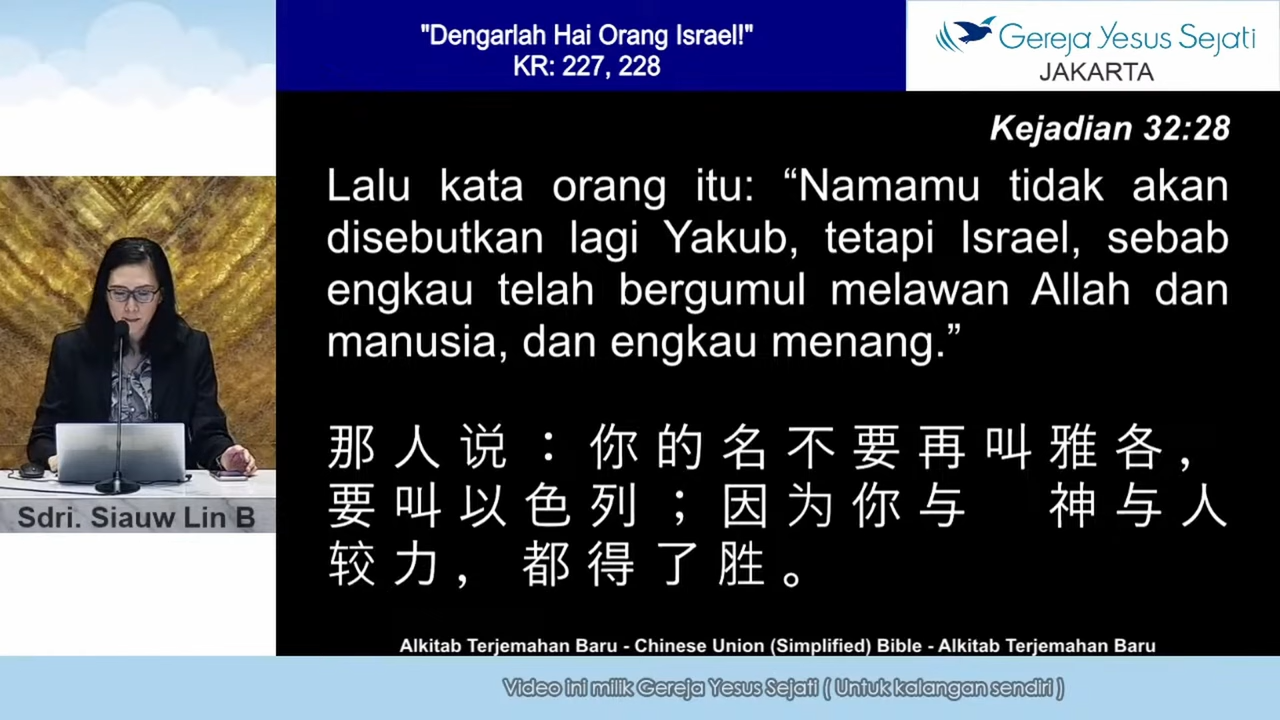 "Dengarlah Hai Orang Israel!"
KR: 227, 228
Gereja Yesus Sejati
JAKARTA
Kejadian 32:28
Lalu kata orang itu: “Namamu tidak akan
disebutkan lagi Yakub, tetapi Israel, sebab
engkau telah bergumul melawan Allah dan
manusia, dan engkau menang.”
那人说：你的名不要再叫雅各，
要叫以色列；因为你与 神与人
较力，都得了胜。
Sdri. Siauw Lin B
Alkitab Terjemahan Baru - Chinese Union (Simplified) Bible - Alkitab Terjemahan Baru
Video ini milik Gereja Yesus Sejati ( Untuk kalangan sendiri )